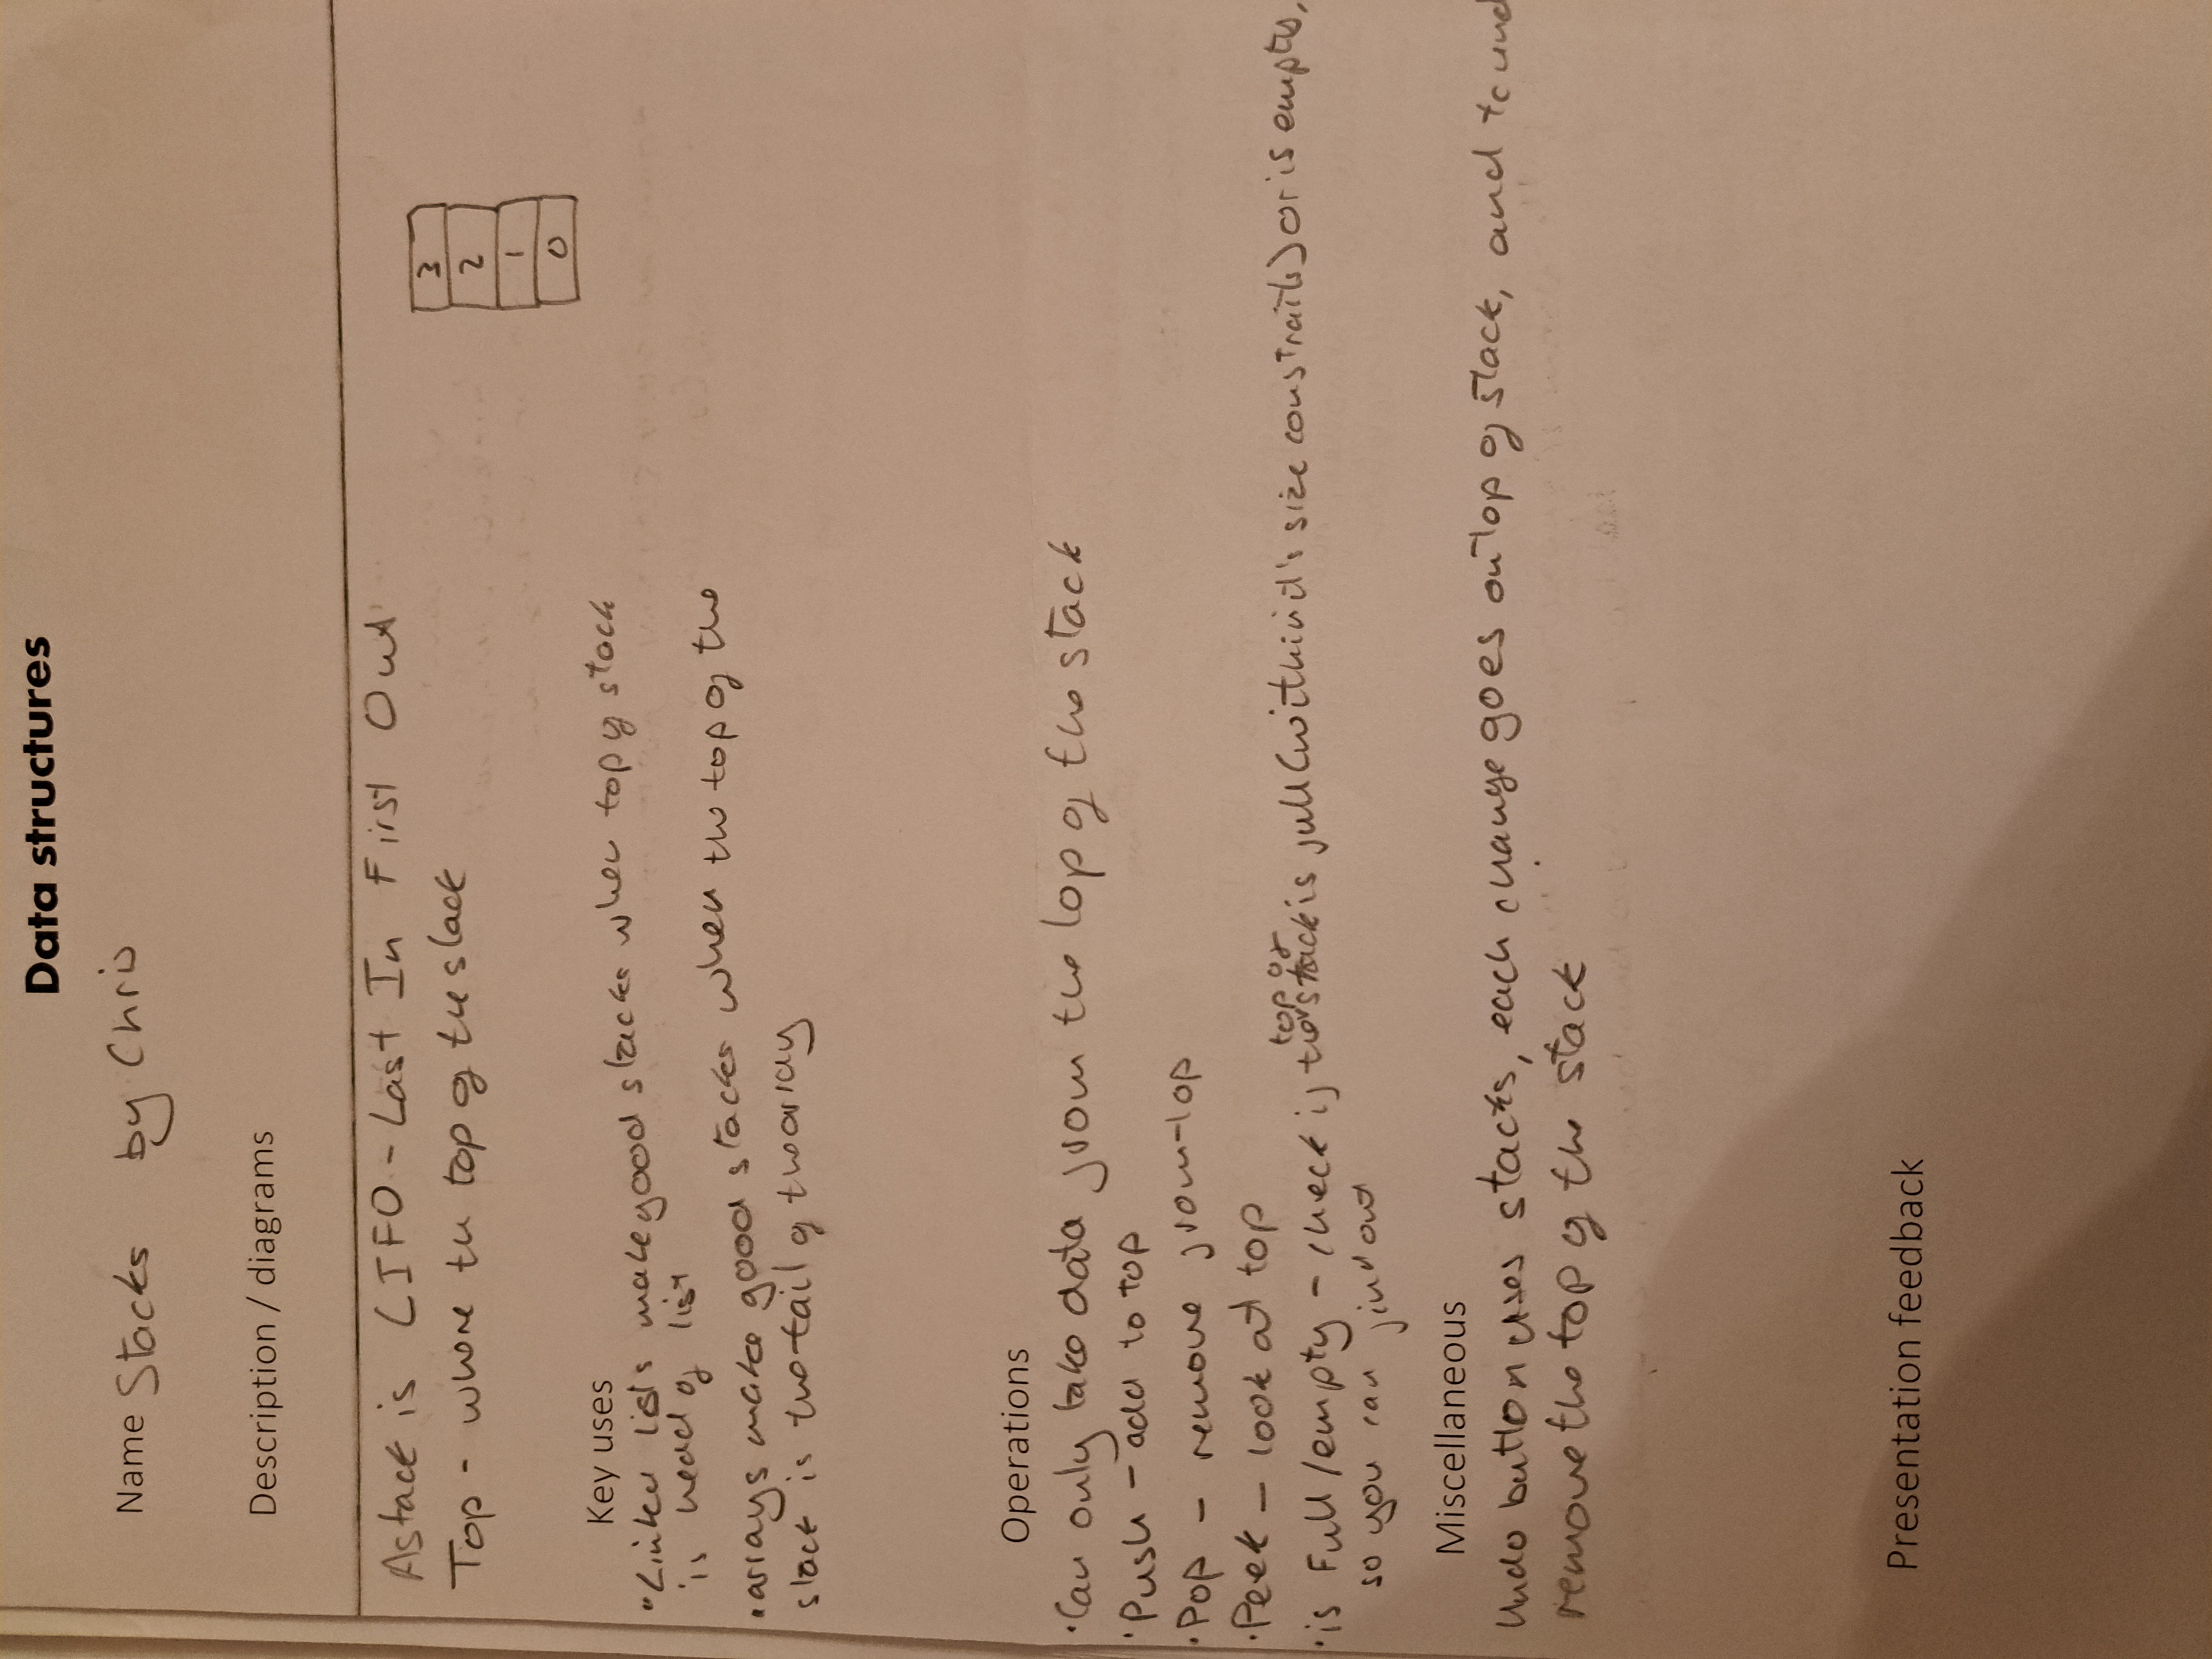 Data structures
Name Stacks by Chris
Description / diagrams
A stack is LIFO - Last In First Out
Top - where the top of the stack
3
2
1
0
Key uses
• Linked lists make good stacks when top of stack
is head of list
• arrays make good stacks when the top of the
stack is the tail of the array
Operations
• Can only take data from the top of the stack
• Push - add to top
• Pop - remove from top
• Peek - look at top
• is Full/empty - check if the top of stack is full (within it's size constraits) or is empty,
so you can find out
Miscellaneous
Undo button uses stacks, each change goes on top of stack, and to und
remove the top of the stack
Presentation feedback